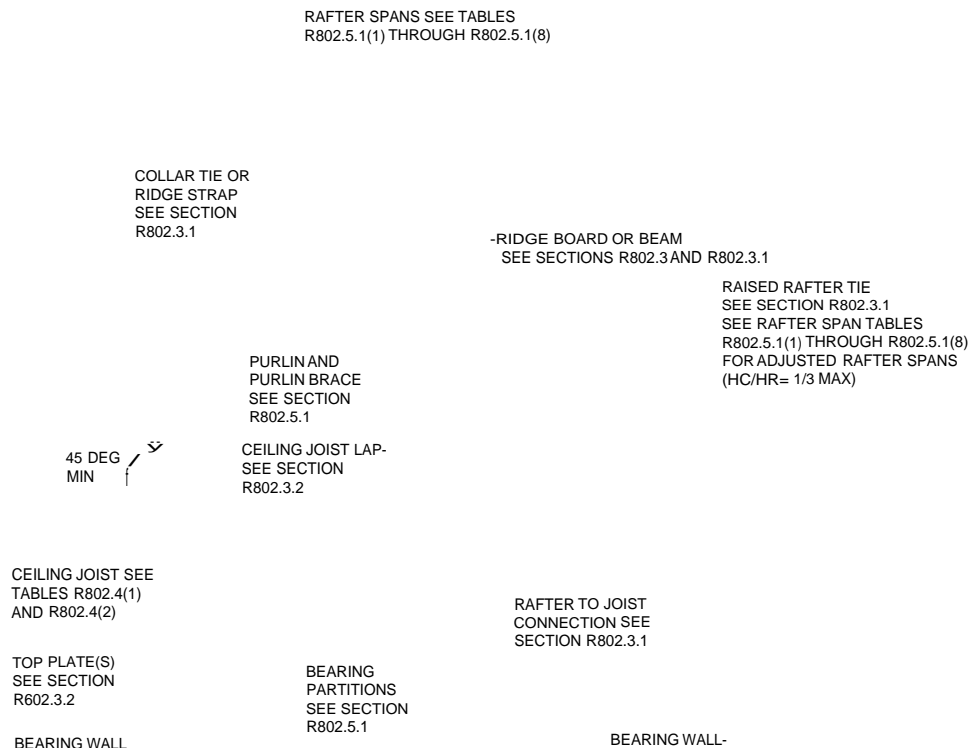 RAFTER SPANS SEE TABLES
R802.5.1(1) THROUGH R802.5.1(8)
COLLAR TIE OR
RIDGE STRAP
SEE SECTION
R802.3.1
-RIDGE BOARD OR BEAM
SEE SECTIONS R802.3 AND R802.3.1
RAISED RAFTER TIE
SEE SECTION R802.3.1
SEE RAFTER SPAN TABLES
R802.5.1(1) THROUGH R802.5.1(8)
FOR ADJUSTED RAFTER SPANS
(HC/HR= 1/3 MAX)
PURLIN AND
PURLIN BRACE
SEE SECTION
R802.5.1
45 DEG
MIN
CEILING JOIST LAP-
SEE SECTION
R802.3.2
CEILING JOIST SEE
TABLES R802.4(1)
AND R802.4(2)
RAFTER TO JOIST
CONNECTION SEE
SECTION R802.3.1
TOP PLATE(S)
SEE SECTION
R602.3.2
BEARING
PARTITIONS
SEE SECTION
R802.5.1
BEARING WALL
BEARING WALL-